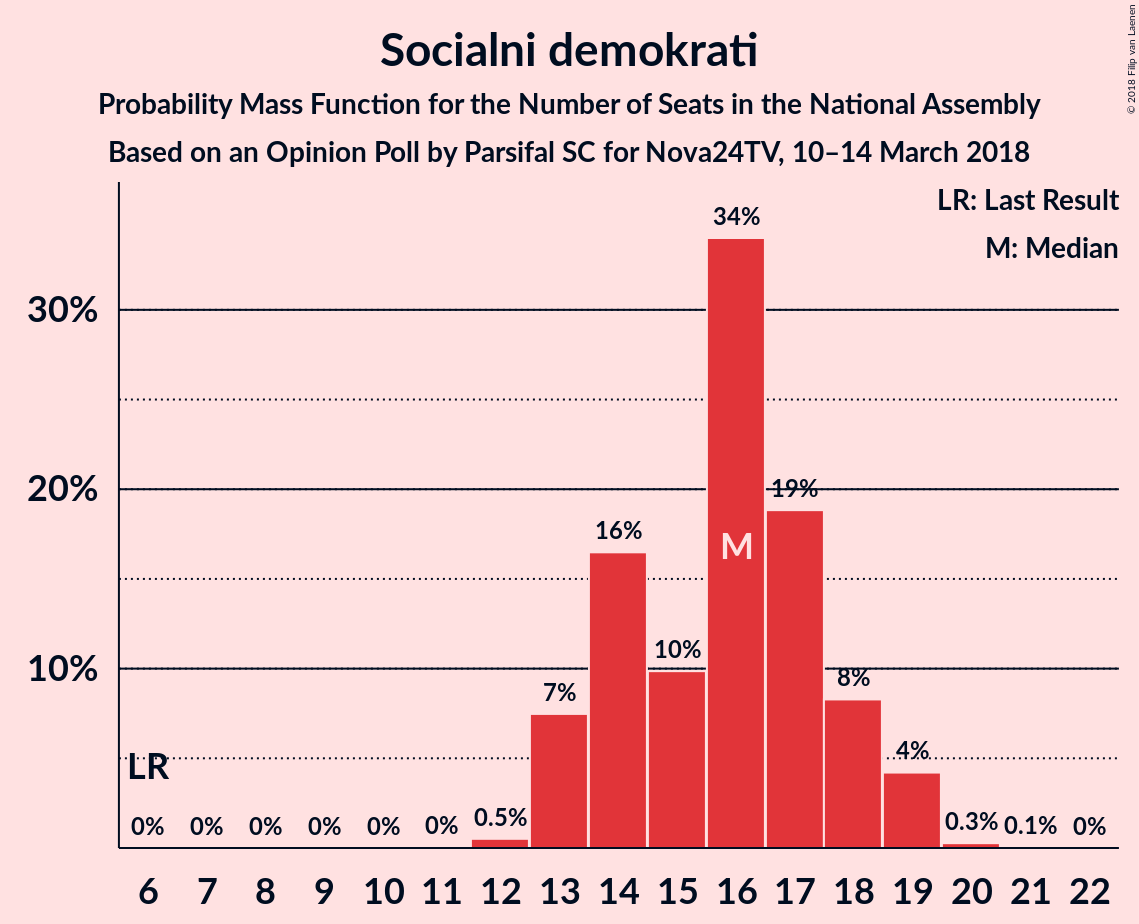 Socialni demokrati
Probability Mass Function for the Number of Seats in the National Assembly
Based on an Opinion Poll by Parsifal SC for Nova24TV, 10–14 March 2018
© 2018 Filip van Laenen
LR: Last Result
M: Median
30%
20%
10%
34%
19%
16%
M
10%
7%
8%
LR
4%
0% 0% 0% 0% 0% 0% 0.5% 0.3% 0.1% 0%
6 7 8 9 10 11 12 13 14 15 16 17 18 19 20 21 22